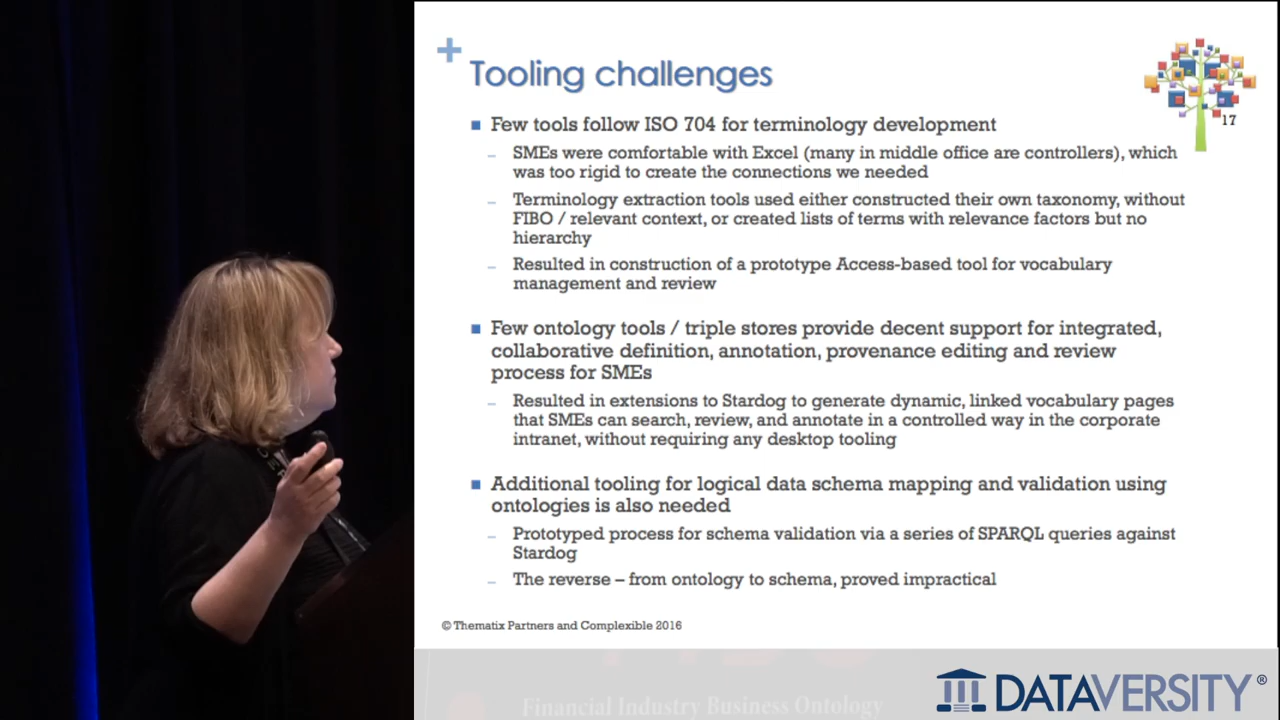 +
Tooling challenges
17
■ Few tools follow ISO 704 for terminology development
– SMEs were comfortable with Excel (many in middle office are controllers), which
was too rigid to create the connections we needed
– Terminology extraction tools used either constructed their own taxonomy, without
FIBO / relevant context, or created lists of terms with relevance factors but no
hierarchy
– Resulted in construction of a prototype Access-based tool for vocabulary
management and review
■ Few ontology tools / triple stores provide decent support for integrated,
collaborative definition, annotation, provenance editing and review
process for SMEs
– Resulted in extensions to Stardog to generate dynamic, linked vocabulary pages
that SMEs can search, review, and annotate in a controlled way in the corporate
intranet, without requiring any desktop tooling
■ Additional tooling for logical data schema mapping and validation using
ontologies is also needed
– Prototyped process for schema validation via a series of SPARQL queries against
Stardog
– The reverse – from ontology to schema, proved impractical
© Thematix Partners and Complexible 2016
Financial Industry Business Ontology
DATAVERSITY®